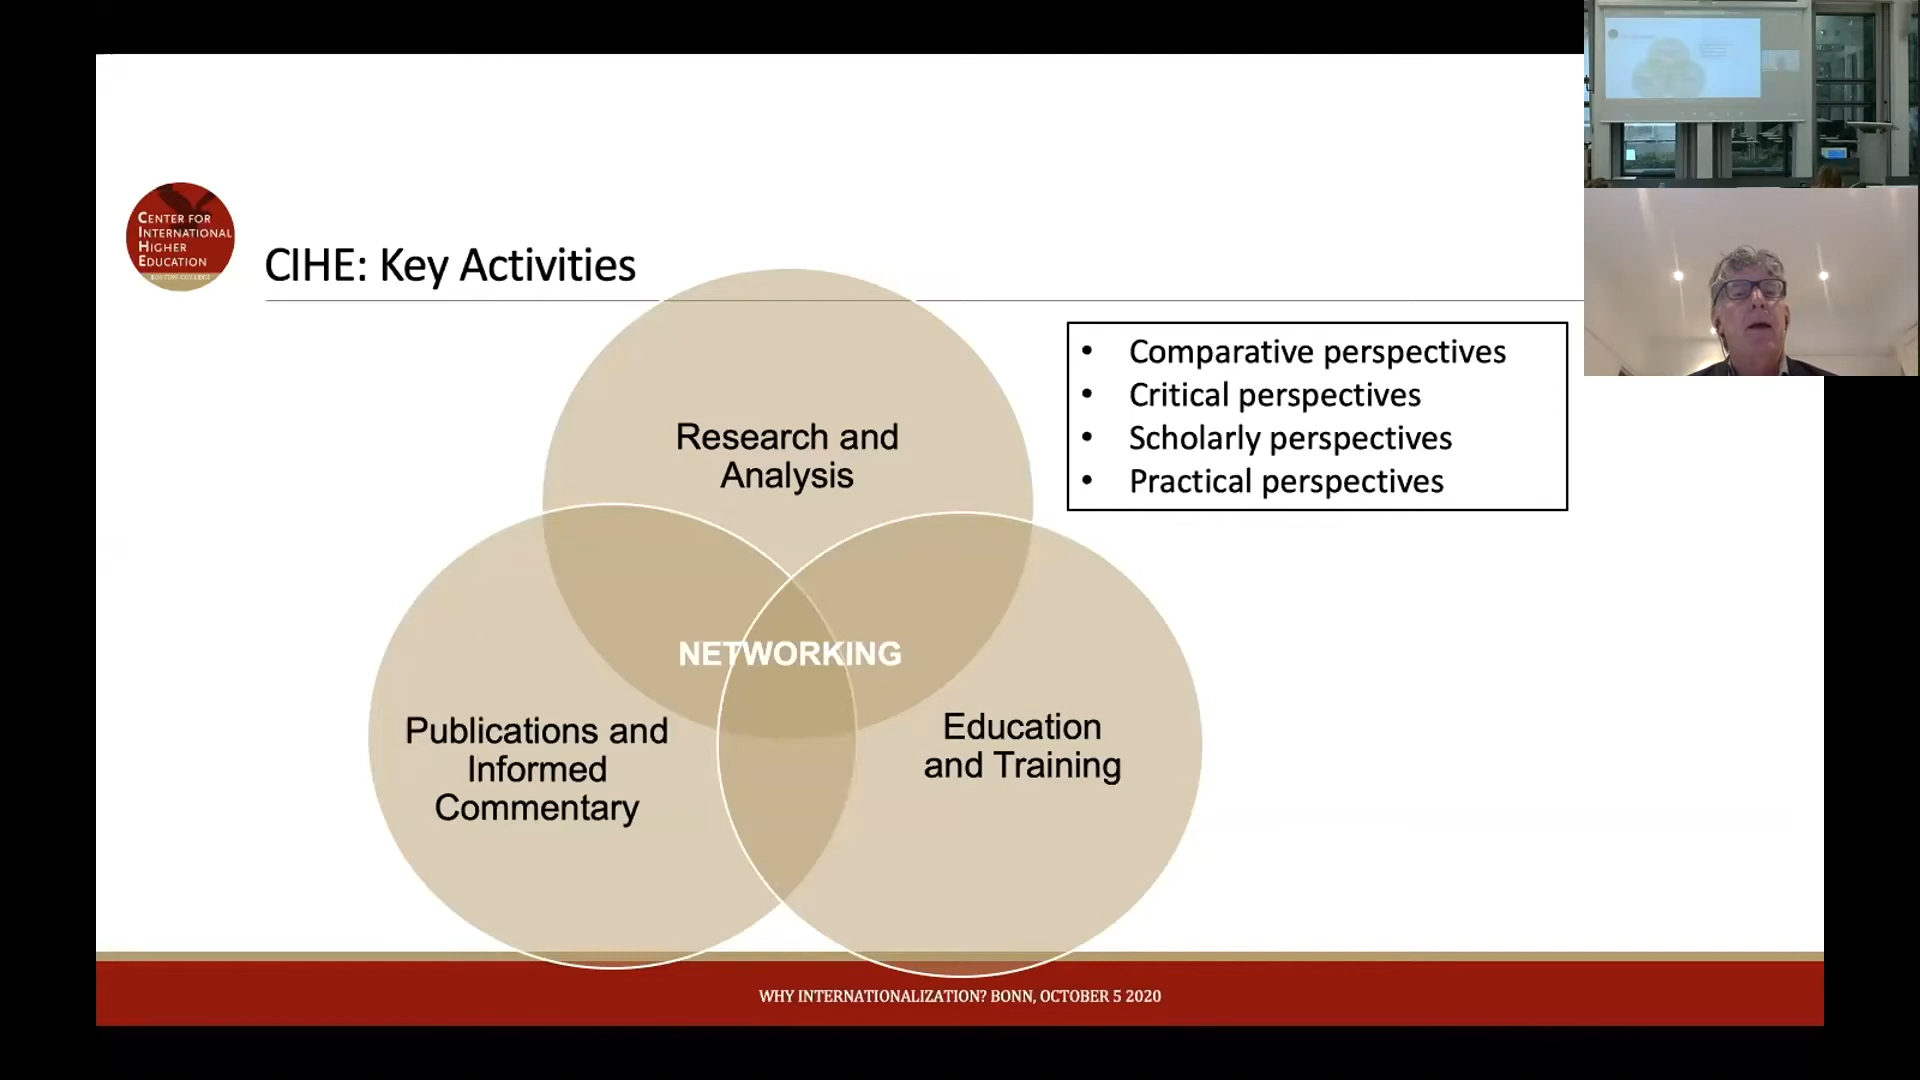 CENTER FOR
INTERNATIONAL
HIGHER
EDUCATION
CIHE: Key Activities
• Comparative perspectives
• Critical perspectives
• Scholarly perspectives
• Practical perspectives
Research and
Analysis
NETWORKING
Publications and
Informed
Commentary
Education
and Training
WHY INTERNATIONALIZATION? BONN, OCTOBER 5 2020